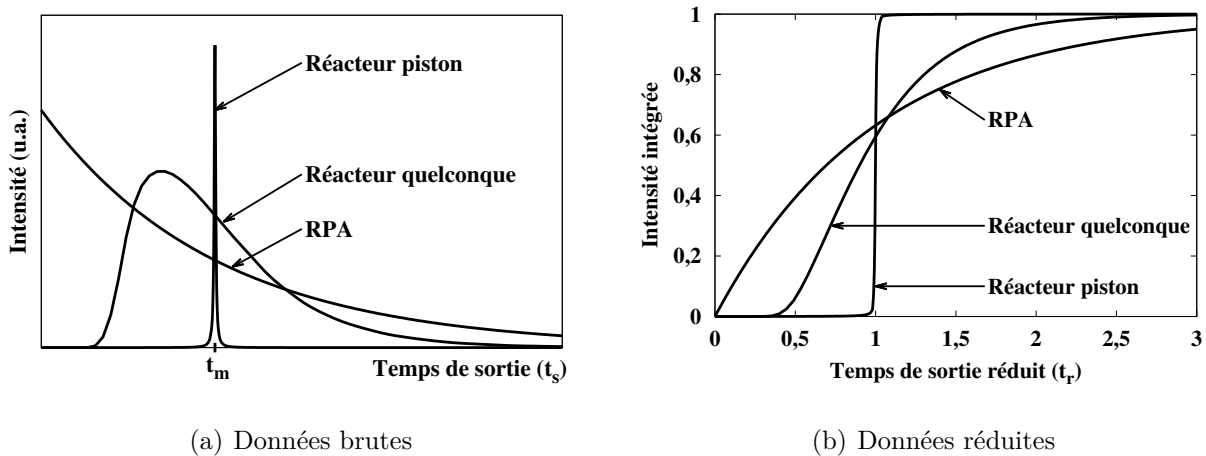 Intensité (u.a.)
Réacteur piston
Réacteur quelconque
RPA
t_m
Temps de sortie (t_s)
(a) Données brutes
Intensité intégrée
1
0,8
0,6
0,4
0,2
0
RPA
Réacteur quelconque
Réacteur piston
0 0,5 1 1,5 2 2,5 3
Temps de sortie réduit (t_r)
(b) Données réduites